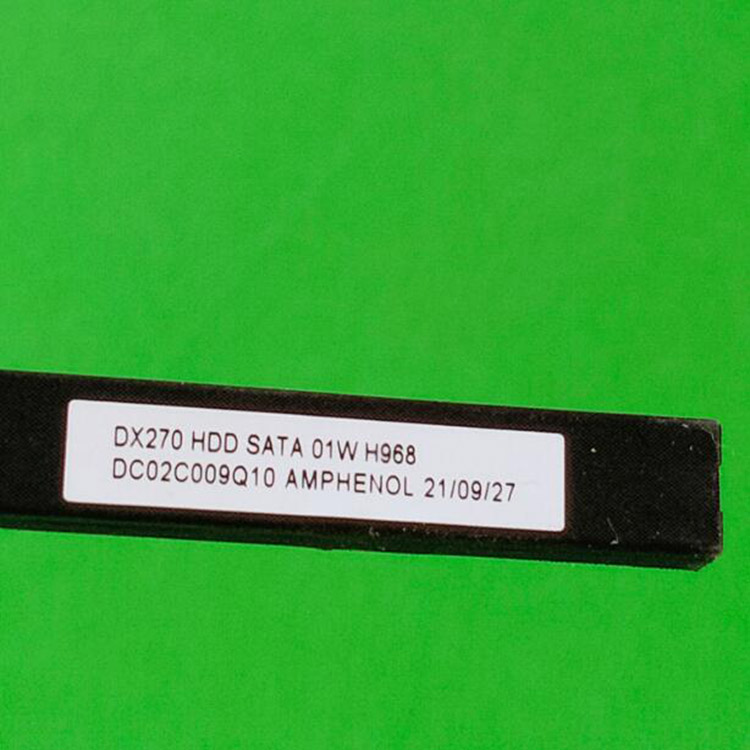 DX270 HDD SATA 01W H968
DC02C009Q10 AMPHENOL 21/09/27